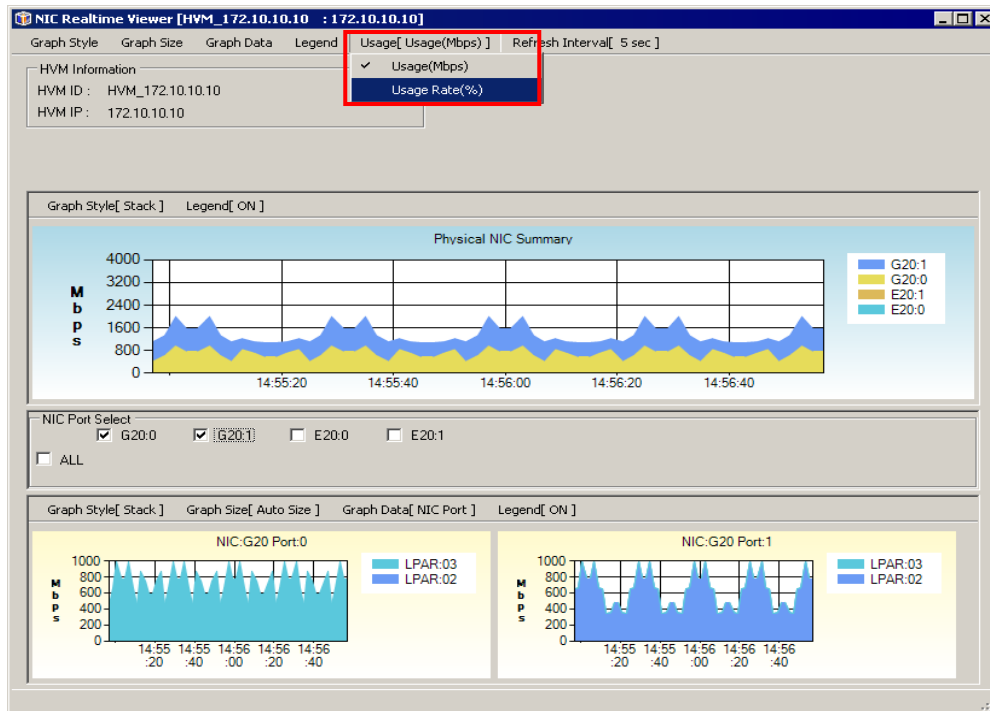 NIC Realtime Viewer [HVM_172.10.10.10 : 172.10.10.10]
Graph Style Graph Size Graph Data Legend Usage[ Usage(Mbps) ] Refresh Interval[ 5 sec ]
Usage(Mbps)
Usage Rate(%)
HVM Information
HVM ID : HVM_172.10.10.10
HVM IP : 172.10.10.10
Graph Style[ Stack ] Legend[ ON ]
Physical NIC Summary
Mbps
4000
3200
2400
1600
800
0
14:55:20 14:55:40 14:56:00 14:56:20 14:56:40
G20:1
G20:0
E20:1
E20:0
NIC Port Select
G20:0 G20:1 E20:0 E20:1
ALL
Graph Style[ Stack ] Graph Size[ Auto Size ] Graph Data[ NIC Port ] Legend[ ON ]
NIC:G20 Port:0
Mbps
1000
800
600
400
200
0
14:55 14:55 14:56 14:56 14:56
:20 :40 :00 :20 :40
LPAR:03
LPAR:02
NIC:G20 Port:1
Mbps
1000
800
600
400
200
0
14:55 14:55 14:56 14:56 14:56
:20 :40 :00 :20 :40
LPAR:03
LPAR:02